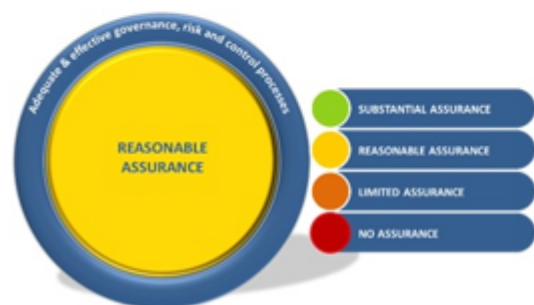 Adequate & effective governance, risk and control processes
REASONABLE
ASSURANCE
SUBSTANTIAL ASSURANCE
REASONABLE ASSURANCE
LIMITED ASSURANCE
NO ASSURANCE